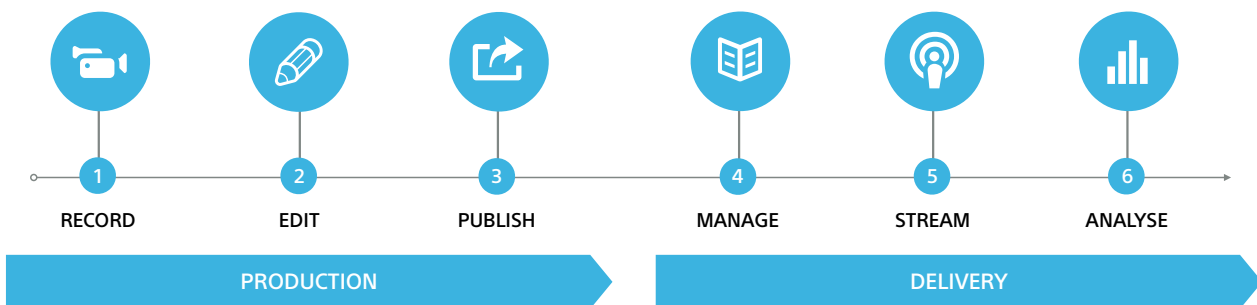 1 2 3 4 5 6
RECORD EDIT PUBLISH MANAGE STREAM ANALYSE
PRODUCTION DELIVERY